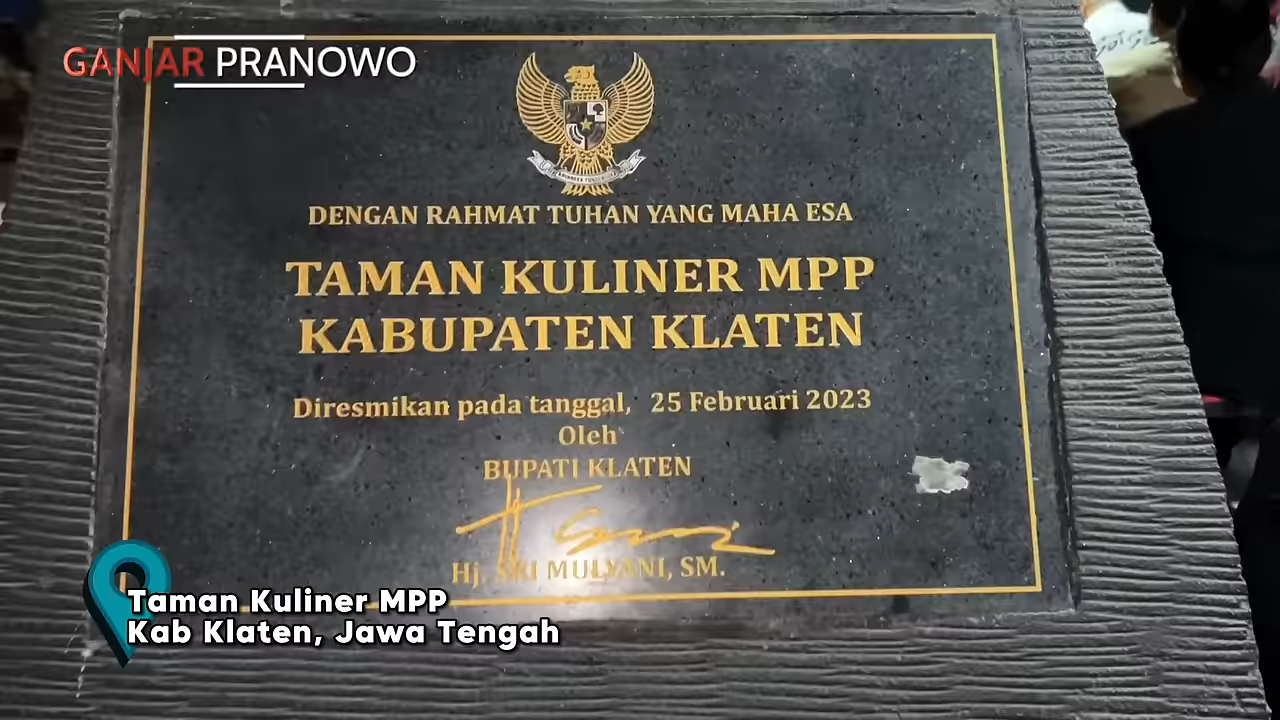 GANJAR PRANOWO
DENGAN RAHMAT TUHAN YANG MAHA ESA
TAMAN KULINER MPP
KABUPATEN KLATEN
Diresmikan pada tanggal, 25 Februari 2023
Oleh
BUPATI KLATEN
Hj. SRI MULYANI, SM.
Taman Kuliner MPP
Kab Klaten, Jawa Tengah